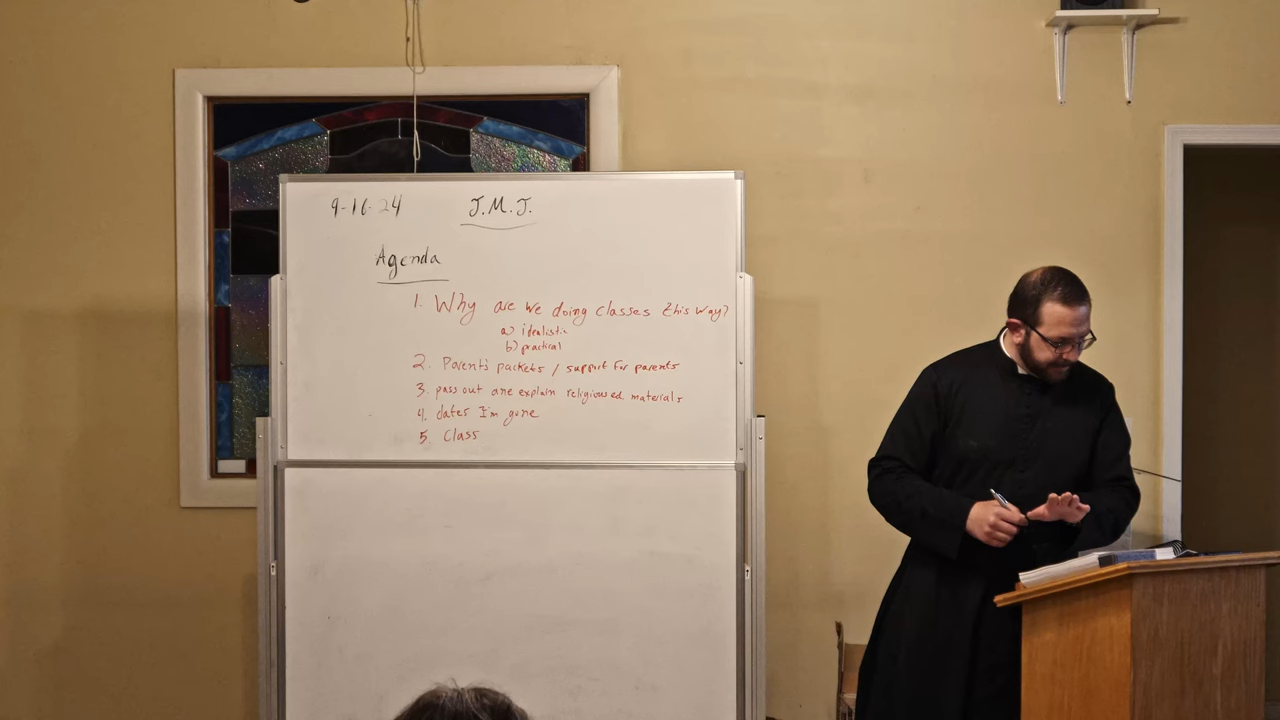 9-16-24 J.M.J.
Agenda
1. Why are we doing classes this way?
a) idealistic
b) practical
2. Parent's packets / support for parents
3. pass out ane explain religious ed. materials
4. dates I'm gone
5. Class